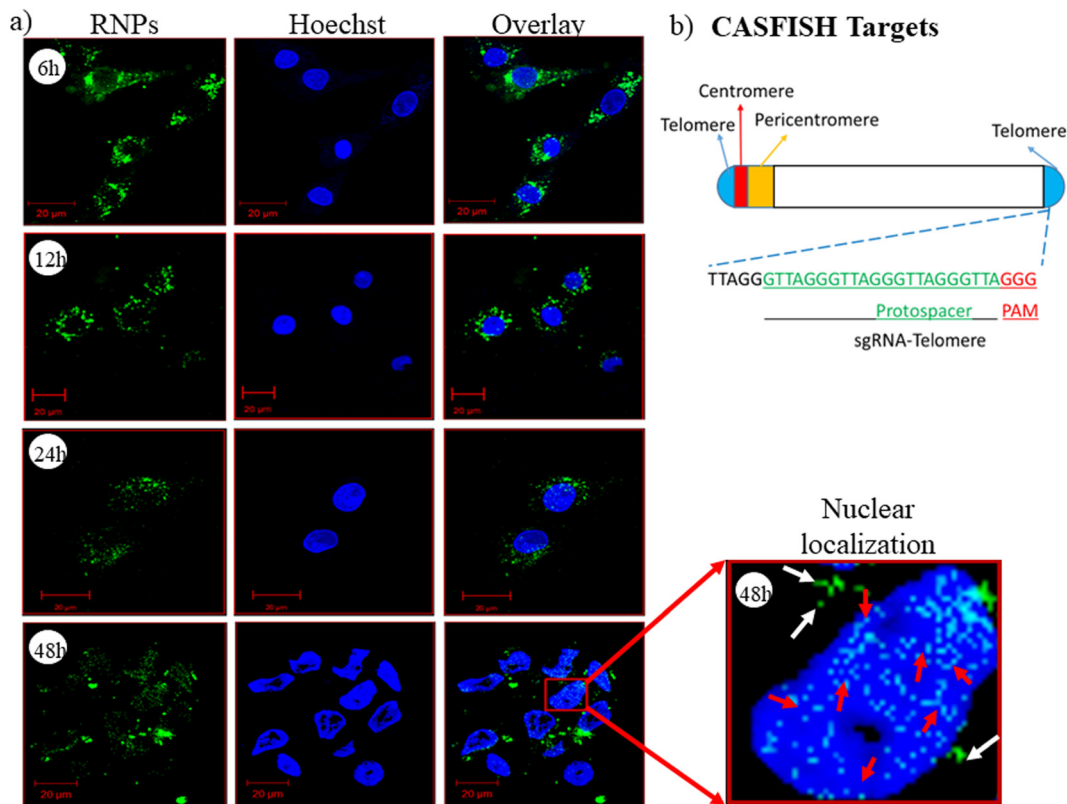 a)
RNPs
Hoechst
Overlay
6h
20 μm
20 μm
20 μm
12h
20 μm
20 μm
20 μm
24h
20 μm
20 μm
20 μm
48h
20 μm
20 μm
20 μm
b) CASFISH Targets
Centromere
Telomere
Pericentromere
Telomere
TTAGGGTTAGGGTTAGGGTTAGGGTTAGGG
Protospacer PAM
sgRNA-Telomere
Nuclear
localization
48h